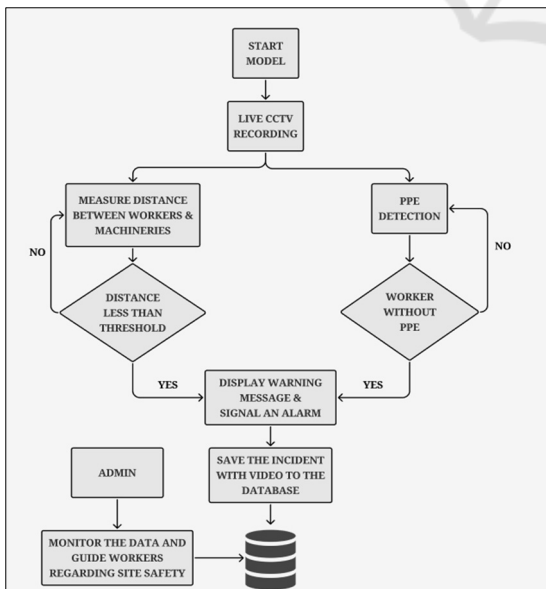 START
MODEL
LIVE CCTV
RECORDING
MEASURE DISTANCE
BETWEEN WORKERS &
MACHINERIES
PPE
DETECTION
NO
NO
DISTANCE
LESS THAN
THRESHOLD
WORKER
WITHOUT
PPE
YES
YES
DISPLAY WARNING
MESSAGE &
SIGNAL AN ALARM
SAVE THE INCIDENT
WITH VIDEO TO THE
DATABASE
ADMIN
MONITOR THE DATA AND
GUIDE WORKERS
REGARDING SITE SAFETY